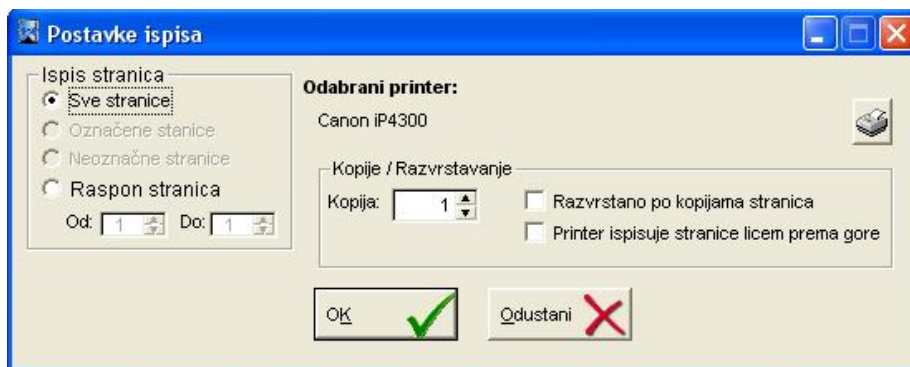 Postavke ispisa
Ispis stranica
Sve stranice
Označene stanice
Neoznačne stranice
Raspon stranica
Od: 1 Do: 1
Odabrani printer:
Canon iP4300
Kopije / Razvrstavanje
Kopija: 1
Razvrstano po kopijama stranica
Printer ispisuje stranice licem prema gore
OK
Odustani